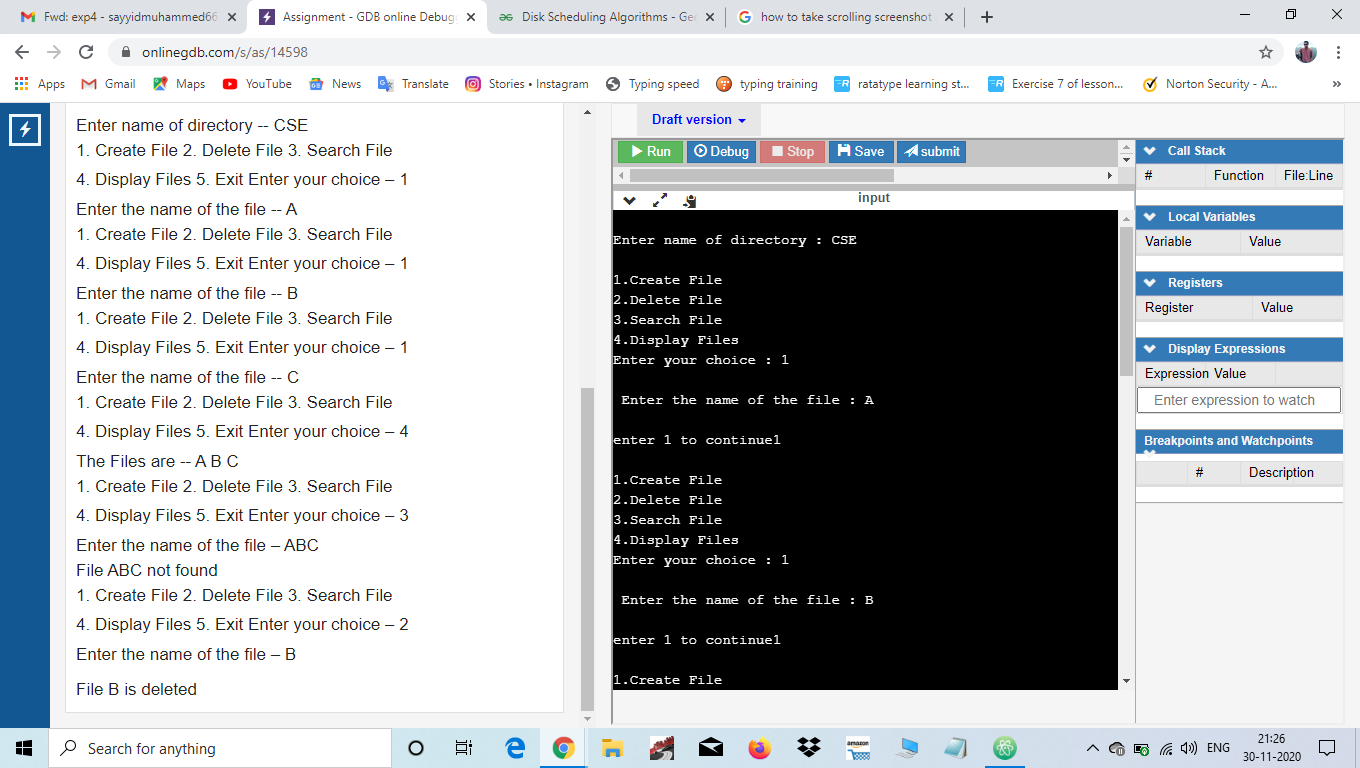 Fwd: exp4 - sayyidmuhammed66
Assignment - GDB online Debug
Disk Scheduling Algorithms - Ge
how to take scrolling screenshot
onlinegdb.com/s/as/14598
Apps Gmail Maps YouTube News Translate Stories • Instagram Typing speed typing training ratatype learning st... Exercise 7 of lesson... Norton Security - A... »
Enter name of directory -- CSE
1. Create File 2. Delete File 3. Search File
4. Display Files 5. Exit Enter your choice – 1
Enter the name of the file -- A
1. Create File 2. Delete File 3. Search File
4. Display Files 5. Exit Enter your choice – 1
Enter the name of the file -- B
1. Create File 2. Delete File 3. Search File
4. Display Files 5. Exit Enter your choice – 1
Enter the name of the file -- C
1. Create File 2. Delete File 3. Search File
4. Display Files 5. Exit Enter your choice – 4
The Files are -- A B C
1. Create File 2. Delete File 3. Search File
4. Display Files 5. Exit Enter your choice – 3
Enter the name of the file – ABC
File ABC not found
1. Create File 2. Delete File 3. Search File
4. Display Files 5. Exit Enter your choice – 2
Enter the name of the file – B
File B is deleted
Draft version
Run Debug Stop Save submit
input
Enter name of directory : CSE
1.Create File
2.Delete File
3.Search File
4.Display Files
Enter your choice : 1
Enter the name of the file : A
enter 1 to continue1
1.Create File
2.Delete File
3.Search File
4.Display Files
Enter your choice : 1
Enter the name of the file : B
enter 1 to continue1
1.Create File
Call Stack
# Function File:Line
Local Variables
Variable Value
Registers
Register Value
Display Expressions
Expression Value
Enter expression to watch
Breakpoints and Watchpoints
# Description
Search for anything
amazon
ENG
21:26
30-11-2020